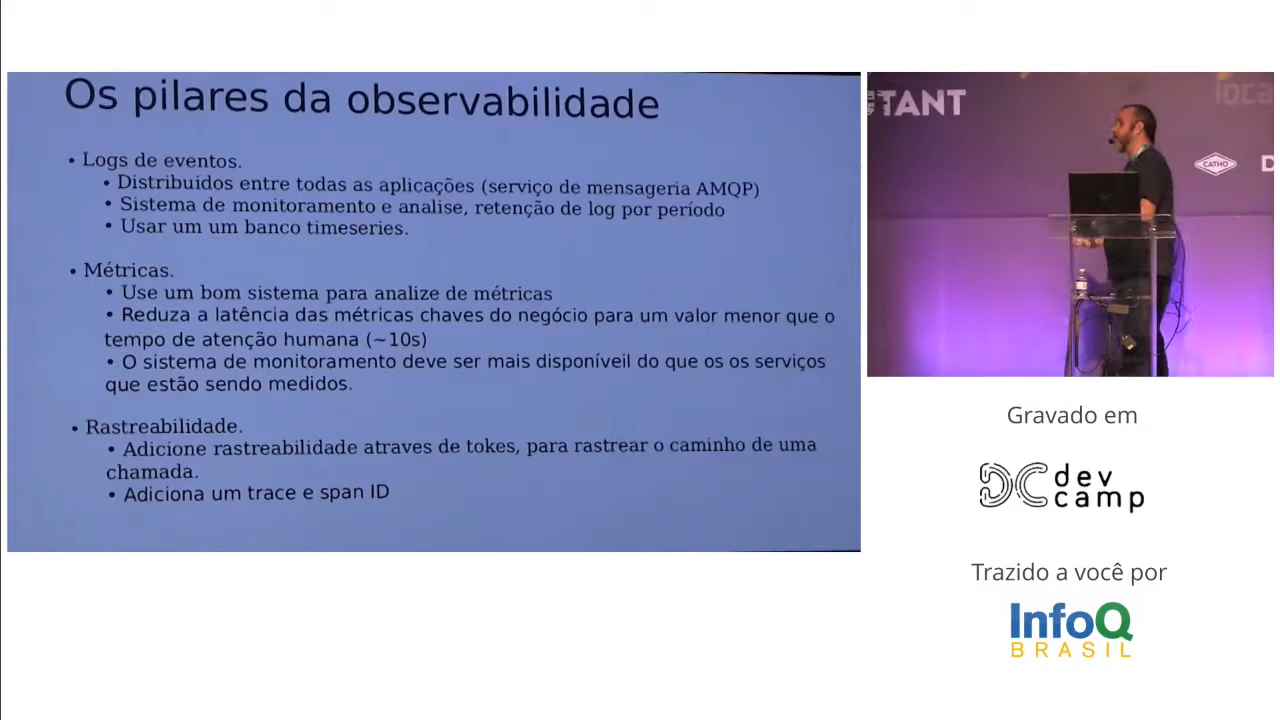 Os pilares da observabilidade
• Logs de eventos.
• Distribuidos entre todas as aplicações (serviço de mensageria AMQP)
• Sistema de monitoramento e analise, retenção de log por período
• Usar um um banco timeseries.
• Métricas.
• Use um bom sistema para analize de métricas
• Reduza a latência das métricas chaves do negócio para um valor menor que o
tempo de atenção humana (~10s)
• O sistema de monitoramento deve ser mais disponíveil do que os os serviços
que estão sendo medidos.
• Rastreabilidade.
• Adicione rastreabilidade atraves de tokes, para rastrear o caminho de uma
chamada.
• Adiciona um trace e span ID
TANT
loca
CATHO
D
Gravado em
DC dev
camp
Trazido a você por
InfoQ
BRASIL